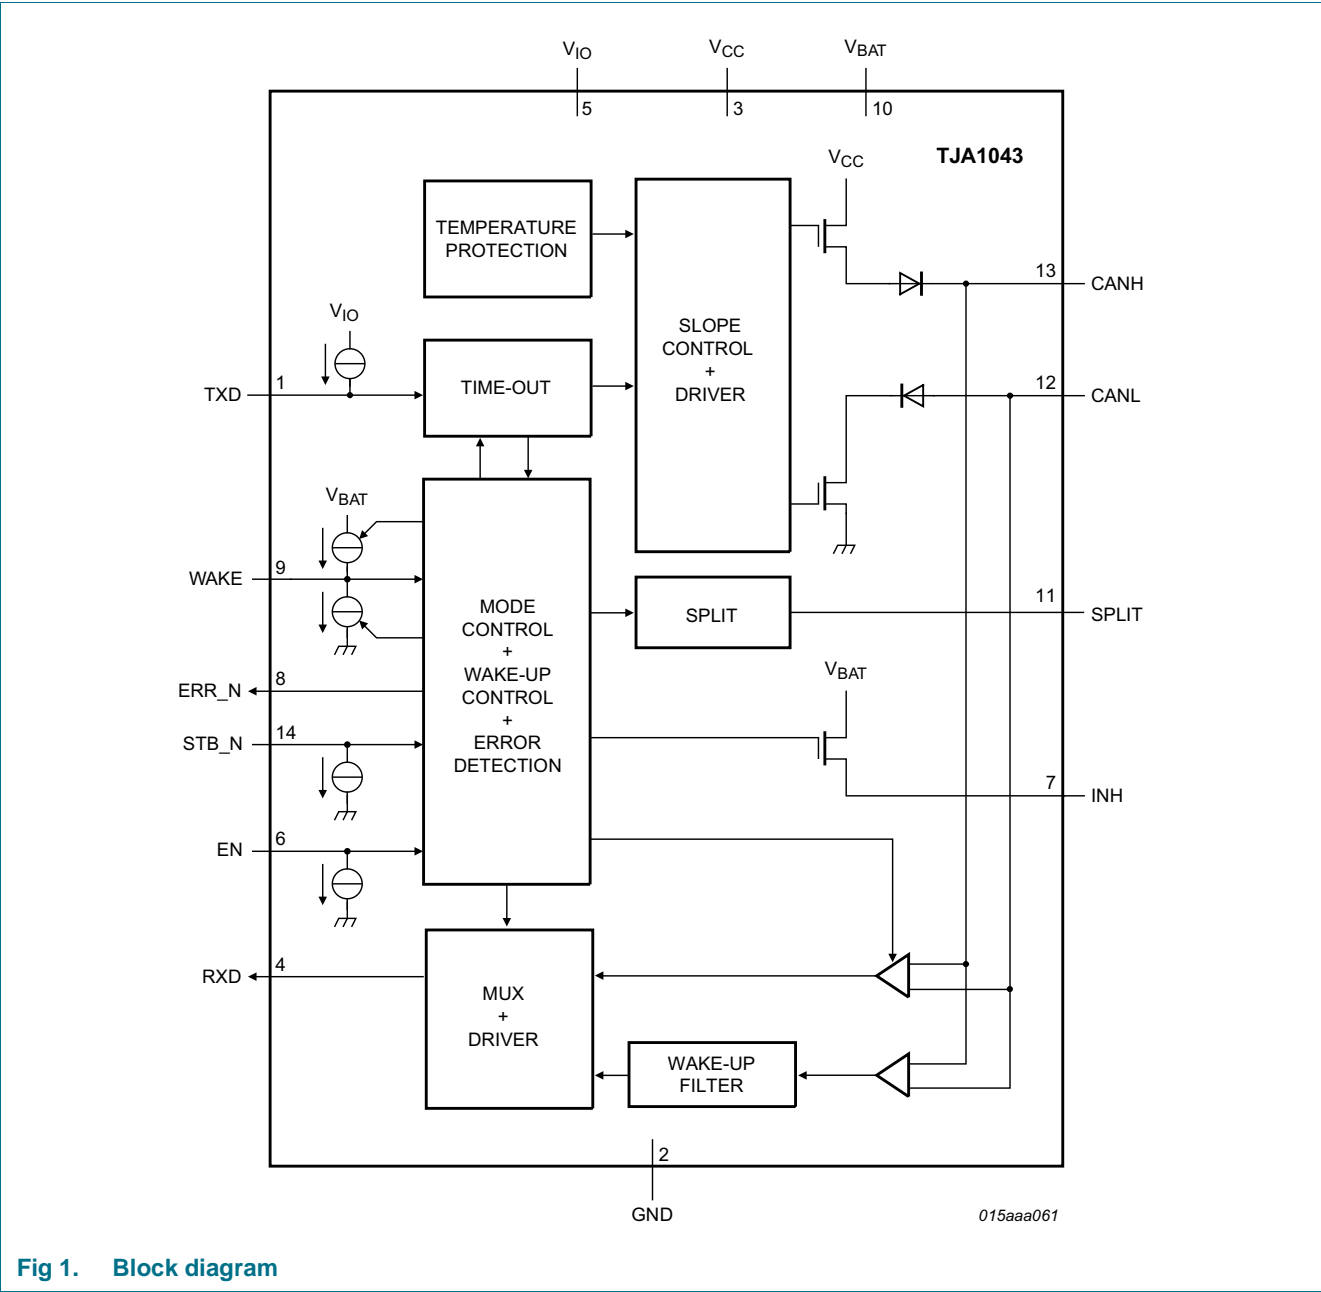 VIO
VCC
VBAT
5
3
10
TJA1043
VCC
TEMPERATURE
PROTECTION
SLOPE
CONTROL
+
DRIVER
13
CANH
VIO
TXD
1
TIME-OUT
12
CANL
VBAT
WAKE
9
MODE
CONTROL
+
WAKE-UP
CONTROL
+
ERROR
DETECTION
SPLIT
11
SPLIT
ERR_N
8
VBAT
STB_N
14
7
INH
EN
6
RXD
4
MUX
+
DRIVER
WAKE-UP
FILTER
2
GND
015aaa061
Fig 1. Block diagram